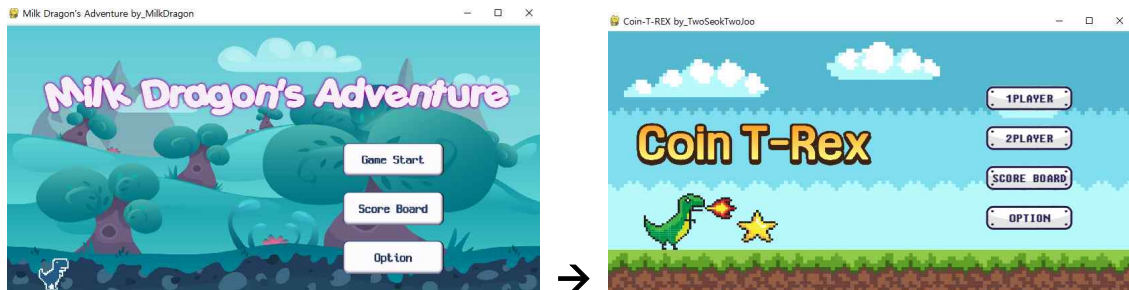 Milk Dragon's Adventure by_MilkDragon
Milk Dragon's Adventure
Game Start
Score Board
Option
→
Coin-T-REX by_TwoSeokTwoJoo
Coin T-Rex
1PLAYER
2PLAYER
SCORE BOARD
OPTION